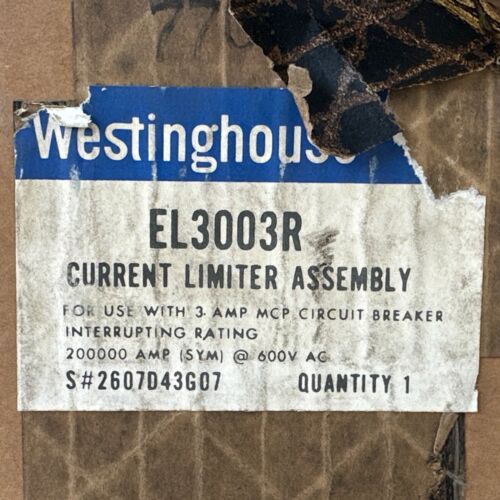 770
Westinghouse
EL3003R
CURRENT LIMITER ASSEMBLY
FOR USE WITH 3 AMP MCP CIRCUIT BREAKER
INTERRUPTING RATING
200000 AMP (SYM) @ 600V AC
S#2607D43G07 QUANTITY 1